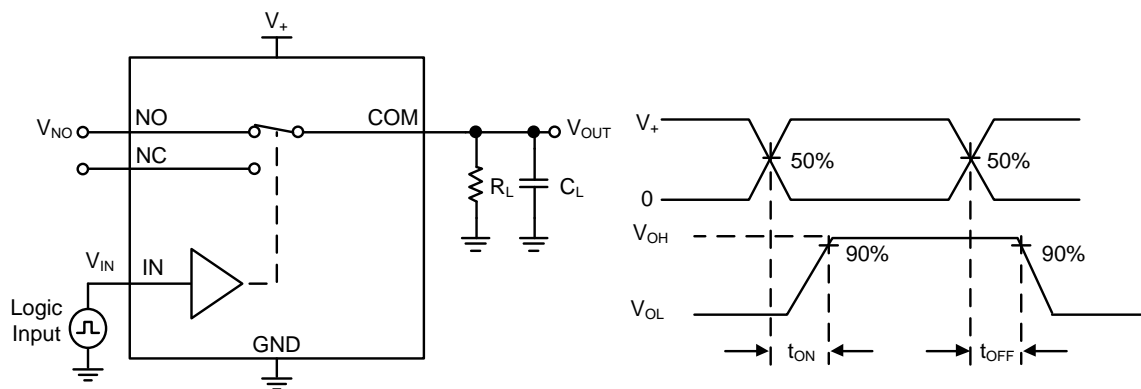 V+
VNO
NO
COM
VOUT
NC
RL
CL
VIN
IN
Logic
Input
GND
V+
50%
50%
0
VOH
90%
90%
VOL
tON
tOFF